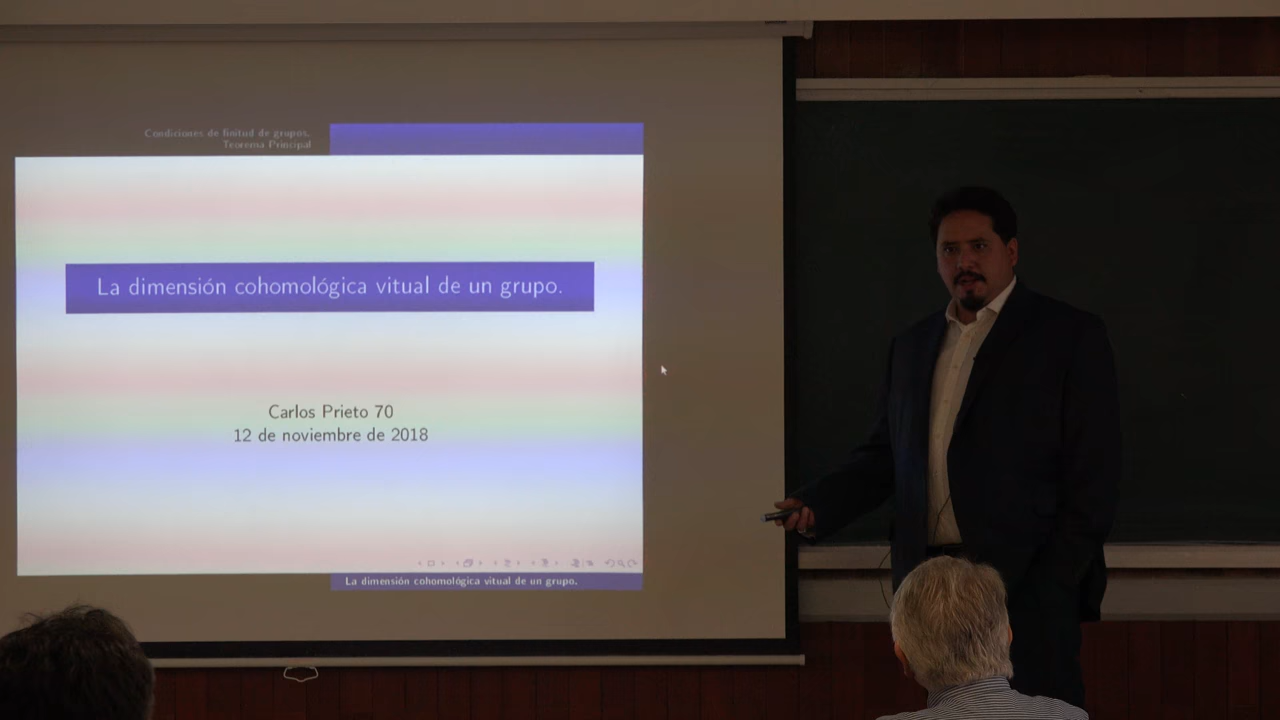 Condiciones de finitud de grupos.
Teorema Principal
La dimensión cohomológica vitual de un grupo.
Carlos Prieto 70
12 de noviembre de 2018
La dimensión cohomológica vitual de un grupo.